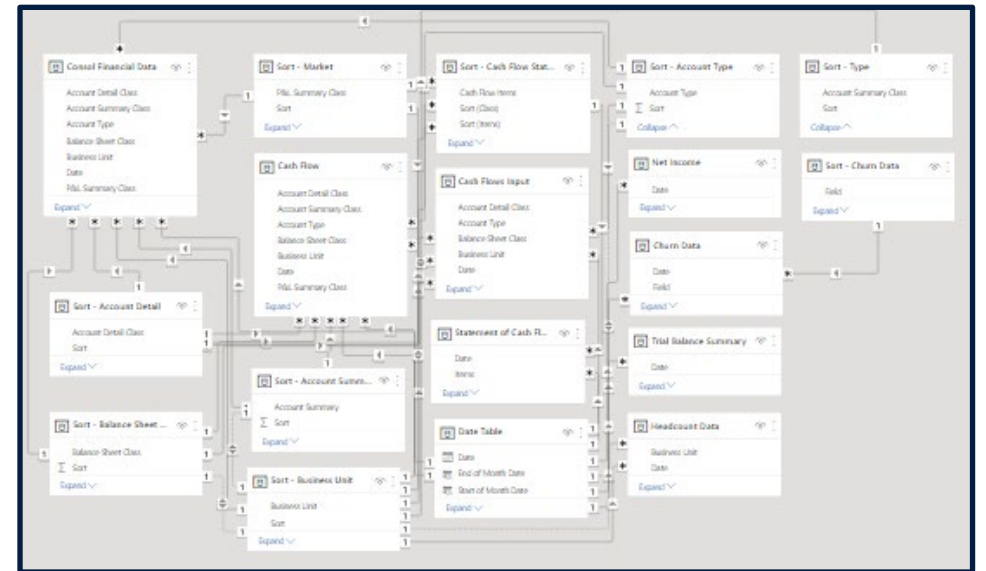 Consol Financial Data
Account Detail Class
Account Summary Class
Account Type
Balance Sheet Class
Business Unit
Date
P&L Summary Class
Expand
Sort - Market
P&L Summary Class
Sort
Expand
Sort - Cash Flow Stat...
Cash Flow Items
Sort (Class)
Sort (Items)
Expand
Sort - Account Type
Account Type
Σ Sort
Collapse
Sort - Type
Account Summary Class
Sort
Collapse
Cash Flow
Account Detail Class
Account Summary Class
Account Type
Balance Sheet Class
Business Unit
Date
P&L Summary Class
Expand
Cash Flows Input
Account Detail Class
Account Type
Balance Sheet Class
Business Unit
Date
Expand
Net Income
Date
Expand
Sort - Churn Data
Field
Expand
Churn Data
Date
Field
Expand
Sort - Account Detail
Account Detail Class
Sort
Expand
Statement of Cash Fl...
Date
Items
Expand
Trial Balance Summary
Date
Expand
Sort - Account Summ...
Account Summary
Σ Sort
Expand
Sort - Balance Sheet ...
Balance Sheet Class
Σ Sort
Expand
Date Table
Date
End of Month Date
Start of Month Date
Expand
Headcount Data
Business Unit
Date
Expand
Sort - Business Unit
Business Unit
Sort
Expand